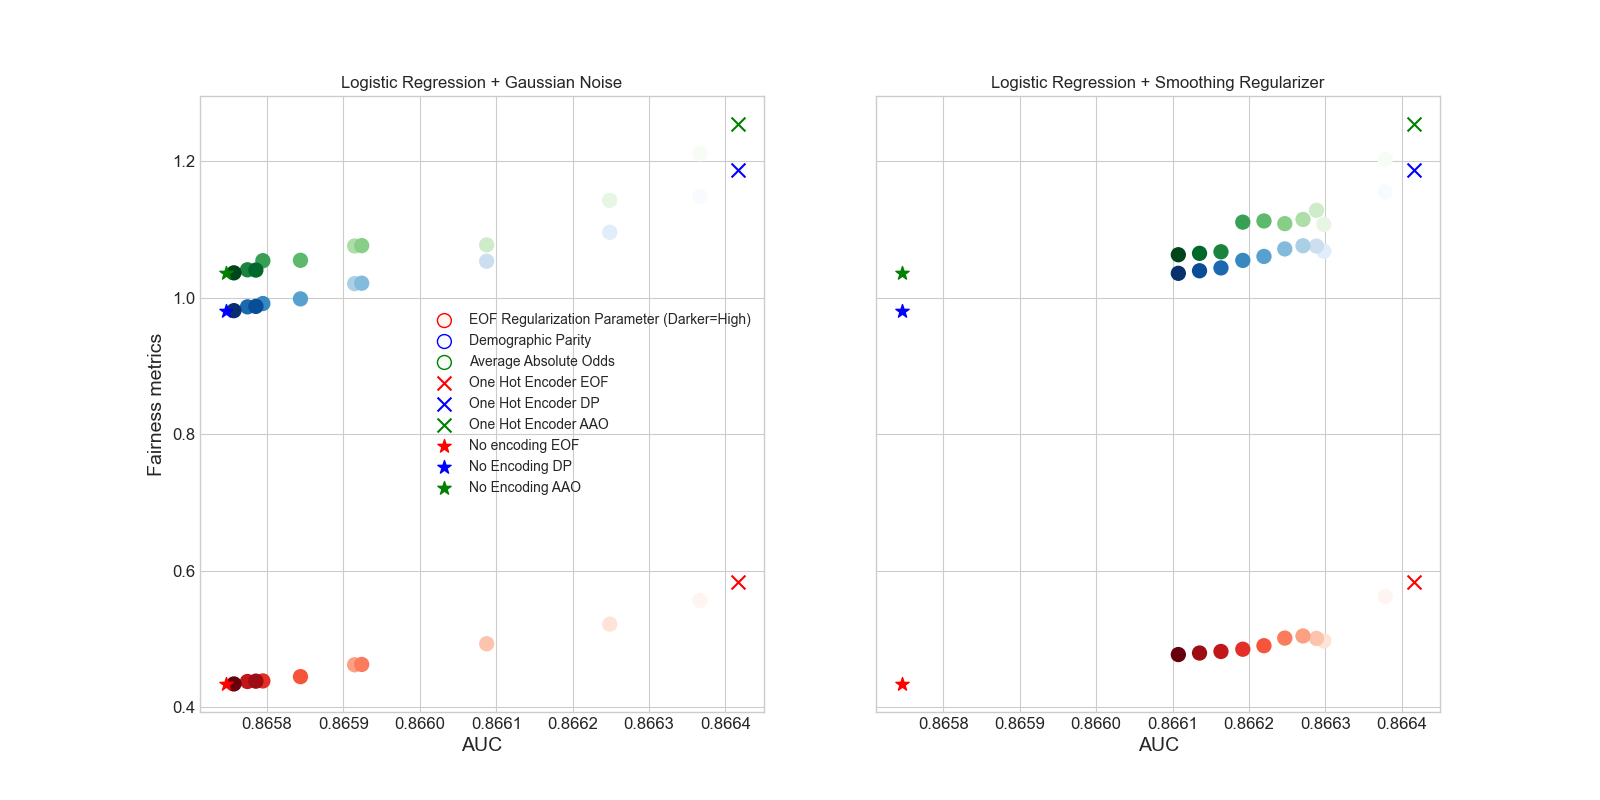 Logistic Regression + Gaussian Noise
Logistic Regression + Smoothing Regularizer
Fairness metrics
1.2
1.0
0.8
0.6
0.4
EOF Regularization Parameter (Darker=High)
Demographic Parity
Average Absolute Odds
One Hot Encoder EOF
One Hot Encoder DP
One Hot Encoder AAO
No encoding EOF
No Encoding DP
No Encoding AAO
0.8658 0.8659 0.8660 0.8661 0.8662 0.8663 0.8664
AUC
0.8658 0.8659 0.8660 0.8661 0.8662 0.8663 0.8664
AUC